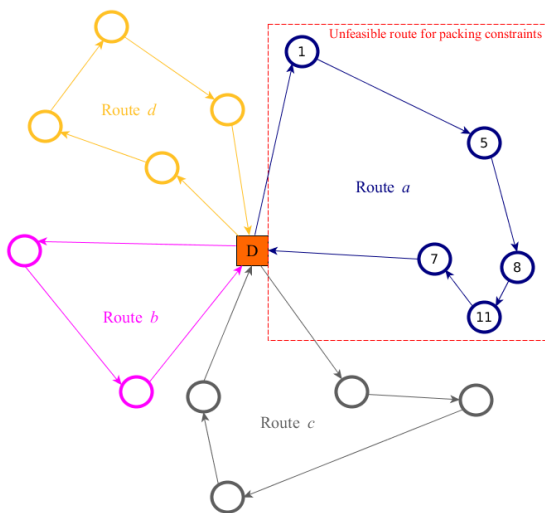 Unfeasible route for packing constraints
1
Route d
5
Route a
D
7
8
Route b
11
Route c